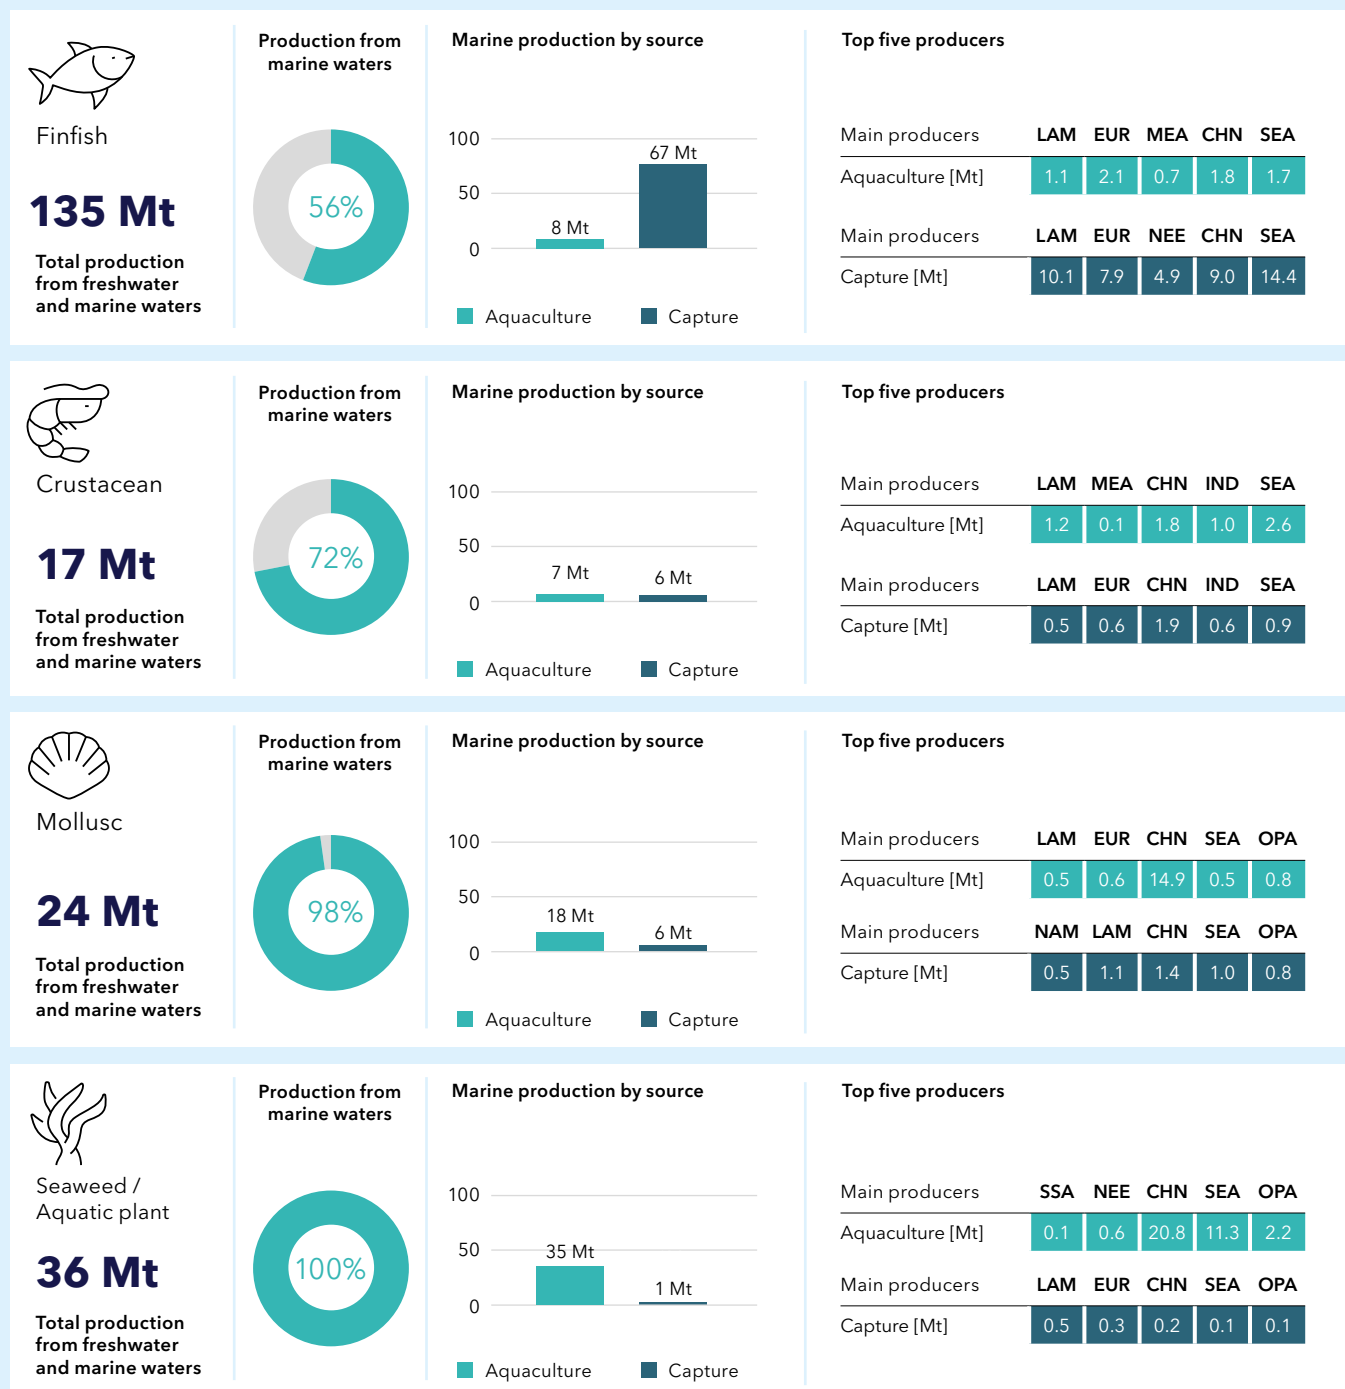 Finfish
135 Mt
Total production
from freshwater
and marine waters
Production from
marine waters
56%
Marine production by source
100
50
0
8 Mt
67 Mt
Aquaculture
Capture
Top five producers
Main producers LAM EUR MEA CHN SEA
Aquaculture [Mt] 1.1 2.1 0.7 1.8 1.7
Main producers LAM EUR NEE CHN SEA
Capture [Mt] 10.1 7.9 4.9 9.0 14.4
Crustacean
17 Mt
Total production
from freshwater
and marine waters
Production from
marine waters
72%
Marine production by source
100
50
0
7 Mt
6 Mt
Aquaculture
Capture
Top five producers
Main producers LAM MEA CHN IND SEA
Aquaculture [Mt] 1.2 0.1 1.8 1.0 2.6
Main producers LAM EUR CHN IND SEA
Capture [Mt] 0.5 0.6 1.9 0.6 0.9
Mollusc
24 Mt
Total production
from freshwater
and marine waters
Production from
marine waters
98%
Marine production by source
100
50
0
18 Mt
6 Mt
Aquaculture
Capture
Top five producers
Main producers LAM EUR CHN SEA OPA
Aquaculture [Mt] 0.5 0.6 14.9 0.5 0.8
Main producers NAM LAM CHN SEA OPA
Capture [Mt] 0.5 1.1 1.4 1.0 0.8
Seaweed /
Aquatic plant
36 Mt
Total production
from freshwater
and marine waters
Production from
marine waters
100%
Marine production by source
100
50
0
35 Mt
1 Mt
Aquaculture
Capture
Top five producers
Main producers SSA NEE CHN SEA OPA
Aquaculture [Mt] 0.1 0.6 20.8 11.3 2.2
Main producers LAM EUR CHN SEA OPA
Capture [Mt] 0.5 0.3 0.2 0.1 0.1